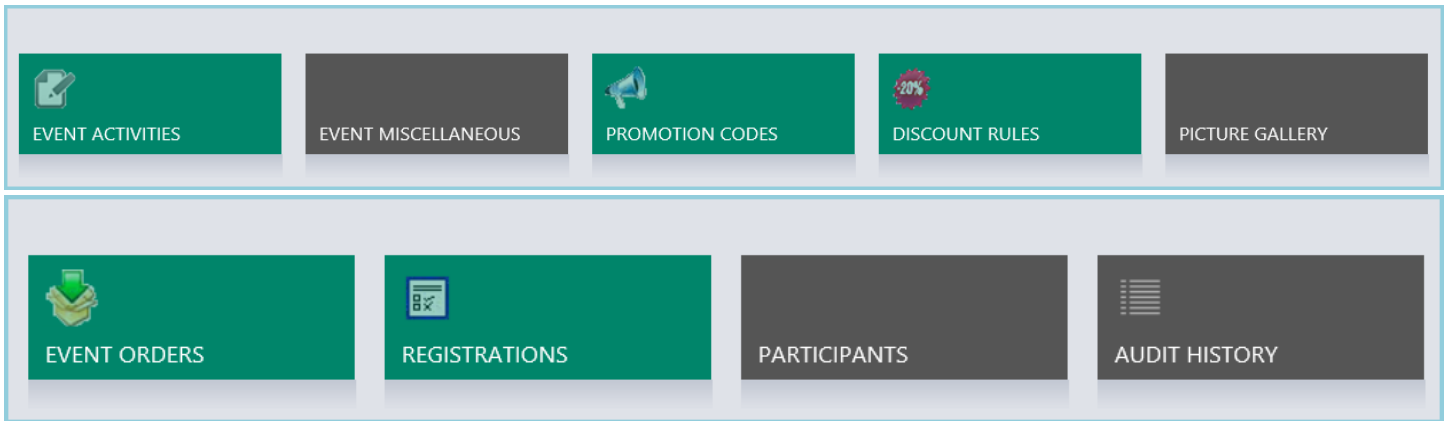 EVENT ACTIVITIES
EVENT MISCELLANEOUS
PROMOTION CODES
-20%
DISCOUNT RULES
PICTURE GALLERY
EVENT ORDERS
REGISTRATIONS
PARTICIPANTS
AUDIT HISTORY